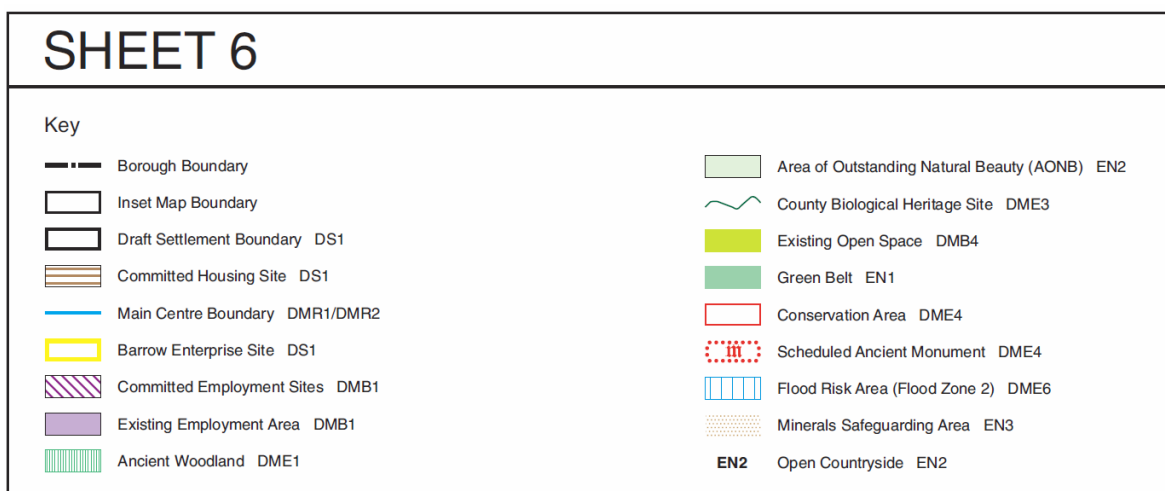 SHEET 6
Key
Borough Boundary
Inset Map Boundary
Draft Settlement Boundary DS1
Committed Housing Site DS1
Main Centre Boundary DMR1/DMR2
Barrow Enterprise Site DS1
Committed Employment Sites DMB1
Existing Employment Area DMB1
Ancient Woodland DME1
Area of Outstanding Natural Beauty (AONB) EN2
County Biological Heritage Site DME3
Existing Open Space DMB4
Green Belt EN1
Conservation Area DME4
m Scheduled Ancient Monument DME4
Flood Risk Area (Flood Zone 2) DME6
Minerals Safeguarding Area EN3
EN2 Open Countryside EN2